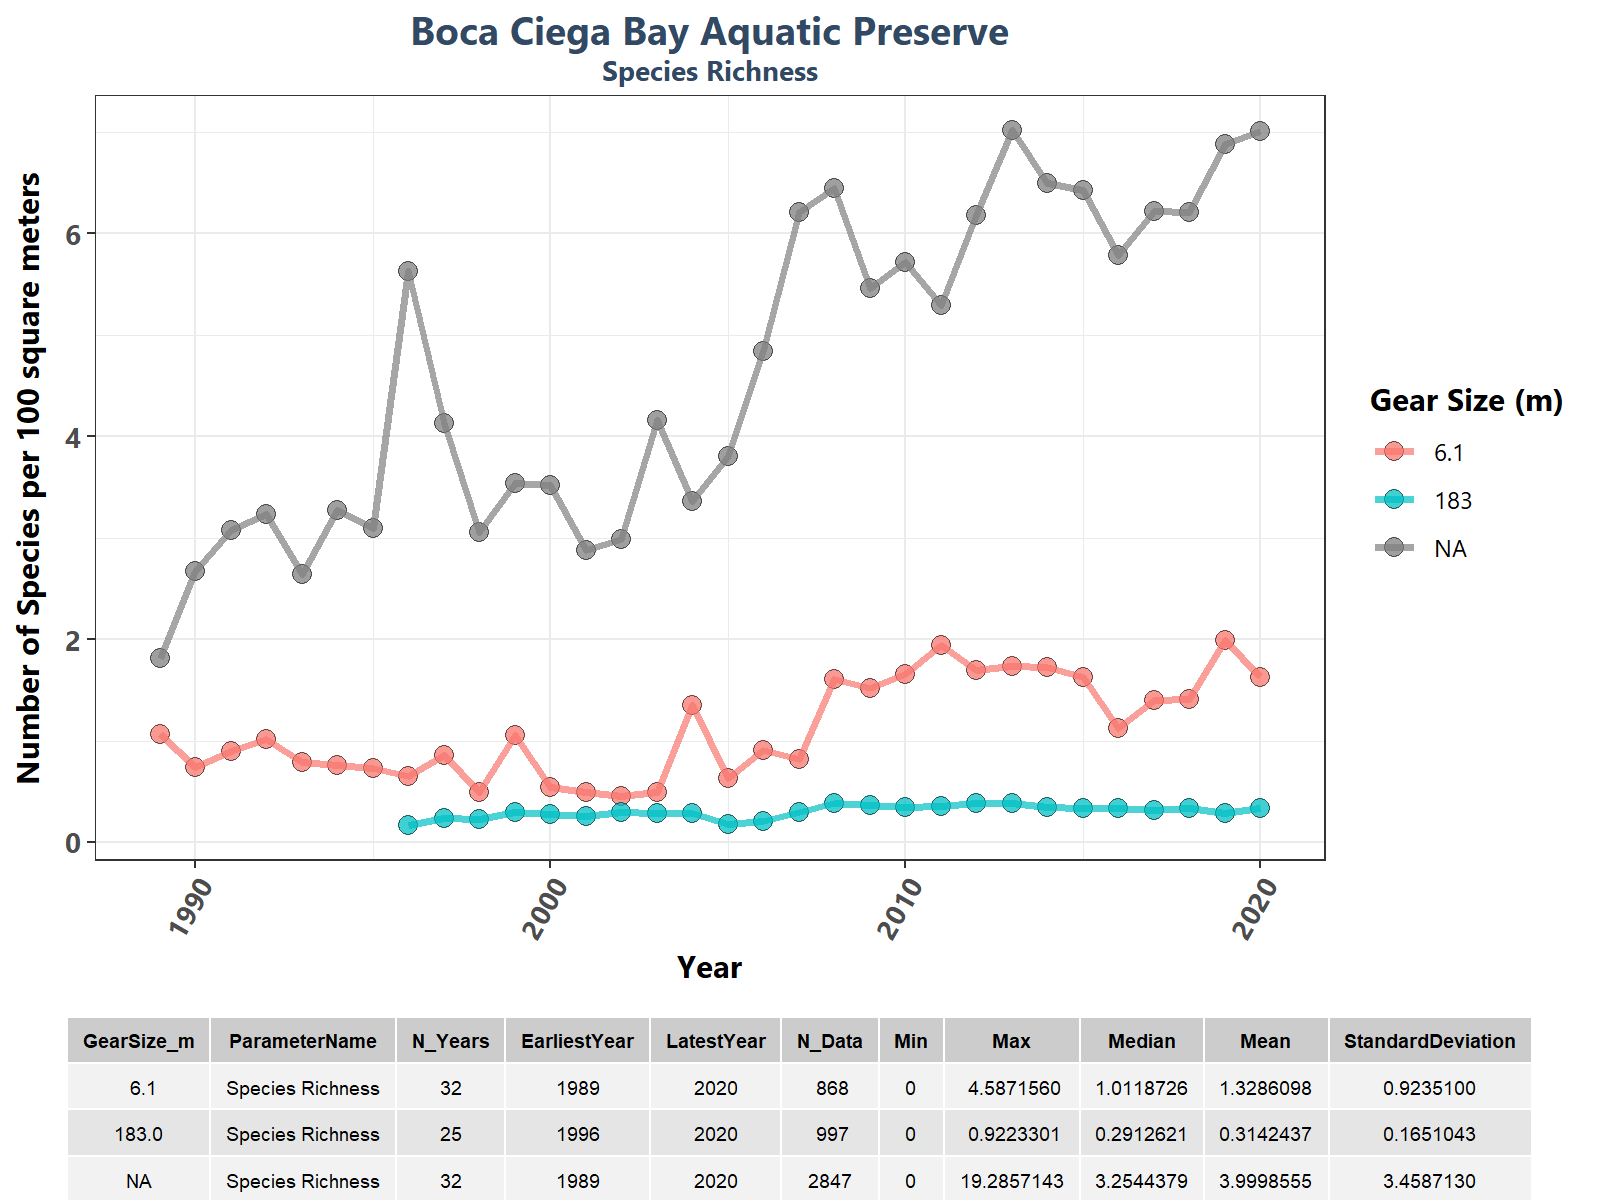 Boca Ciega Bay Aquatic Preserve
Species Richness
Number of Species per 100 square meters
6
4
2
0
1990
2000
2010
2020
Year
Gear Size (m)
6.1
183
NA
GearSize_m ParameterName N_Years EarliestYear LatestYear N_Data Min Max Median Mean StandardDeviation
6.1 Species Richness 32 1989 2020 868 0 4.5871560 1.0118726 1.3286098 0.9235100
183.0 Species Richness 25 1996 2020 997 0 0.9223301 0.2912621 0.3142437 0.1651043
NA Species Richness 32 1989 2020 2847 0 19.2857143 3.2544379 3.9998555 3.4587130